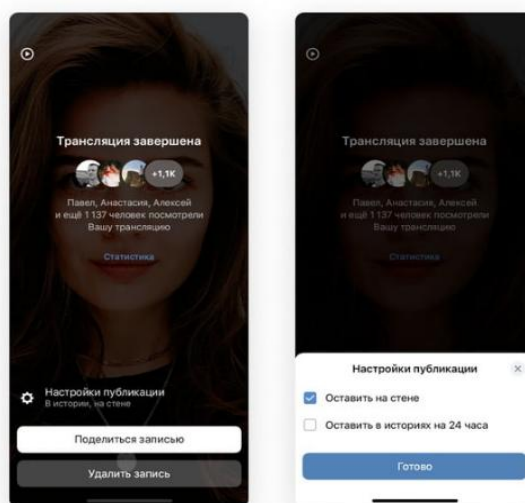 Трансляция завершена
+1,1K
Павел, Анастасия, Алексей
и ещё 1 137 человек посмотрели
Вашу трансляцию
Статистика
Настройки публикации
В истории, на стене
Поделиться записью
Удалить запись
Трансляция завершена
+1,1K
Павел, Анастасия, Алексей
и ещё 1 137 человек посмотрели
Вашу трансляцию
Статистика
Настройки публикации
Оставить на стене
Оставить в историях на 24 часа
Готово